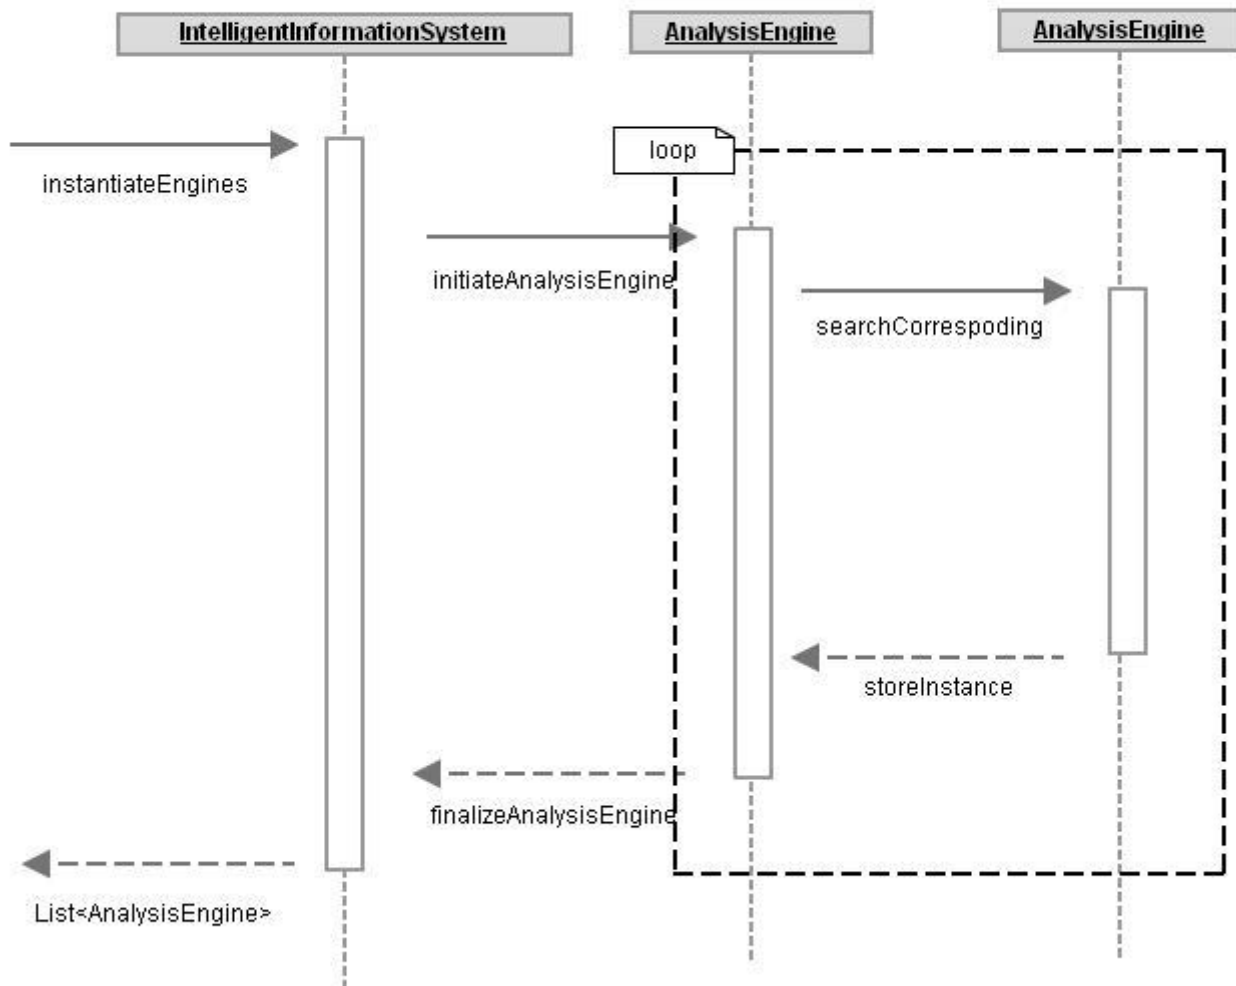 IntelligentInformationSystem
AnalysisEngine
AnalysisEngine
loop
instantiateEngines
initiateAnalysisEngine
searchCorrespoding
storeInstance
finalizeAnalysisEngine
List<AnalysisEngine>